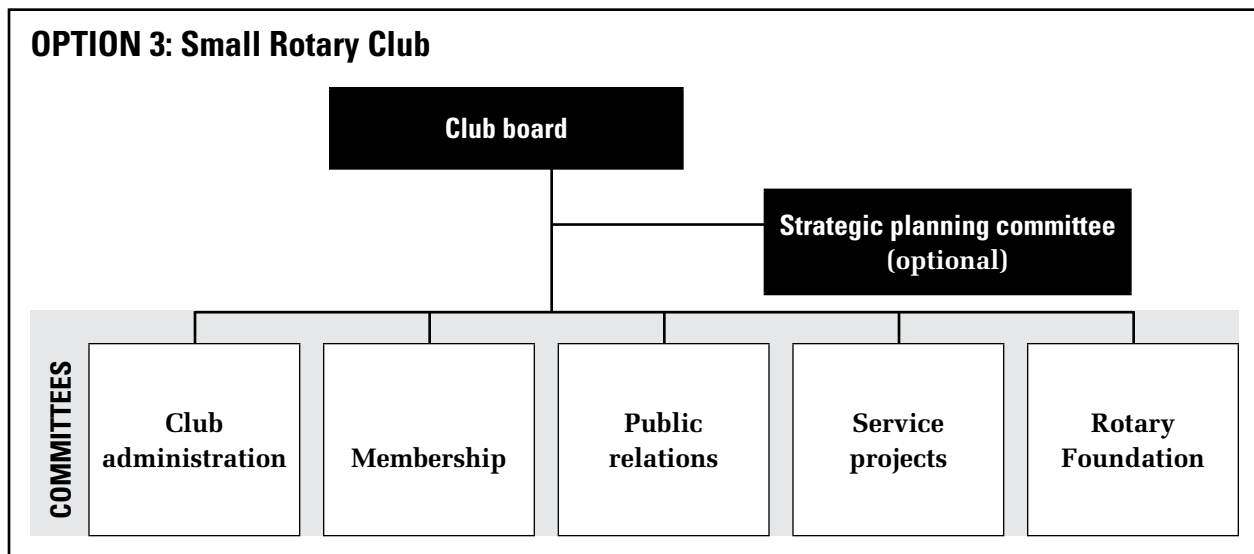 OPTION 3: Small Rotary Club
Club board
Strategic planning committee
(optional)
COMMITTEES
Club
administration
Membership
Public
relations
Service
projects
Rotary
Foundation